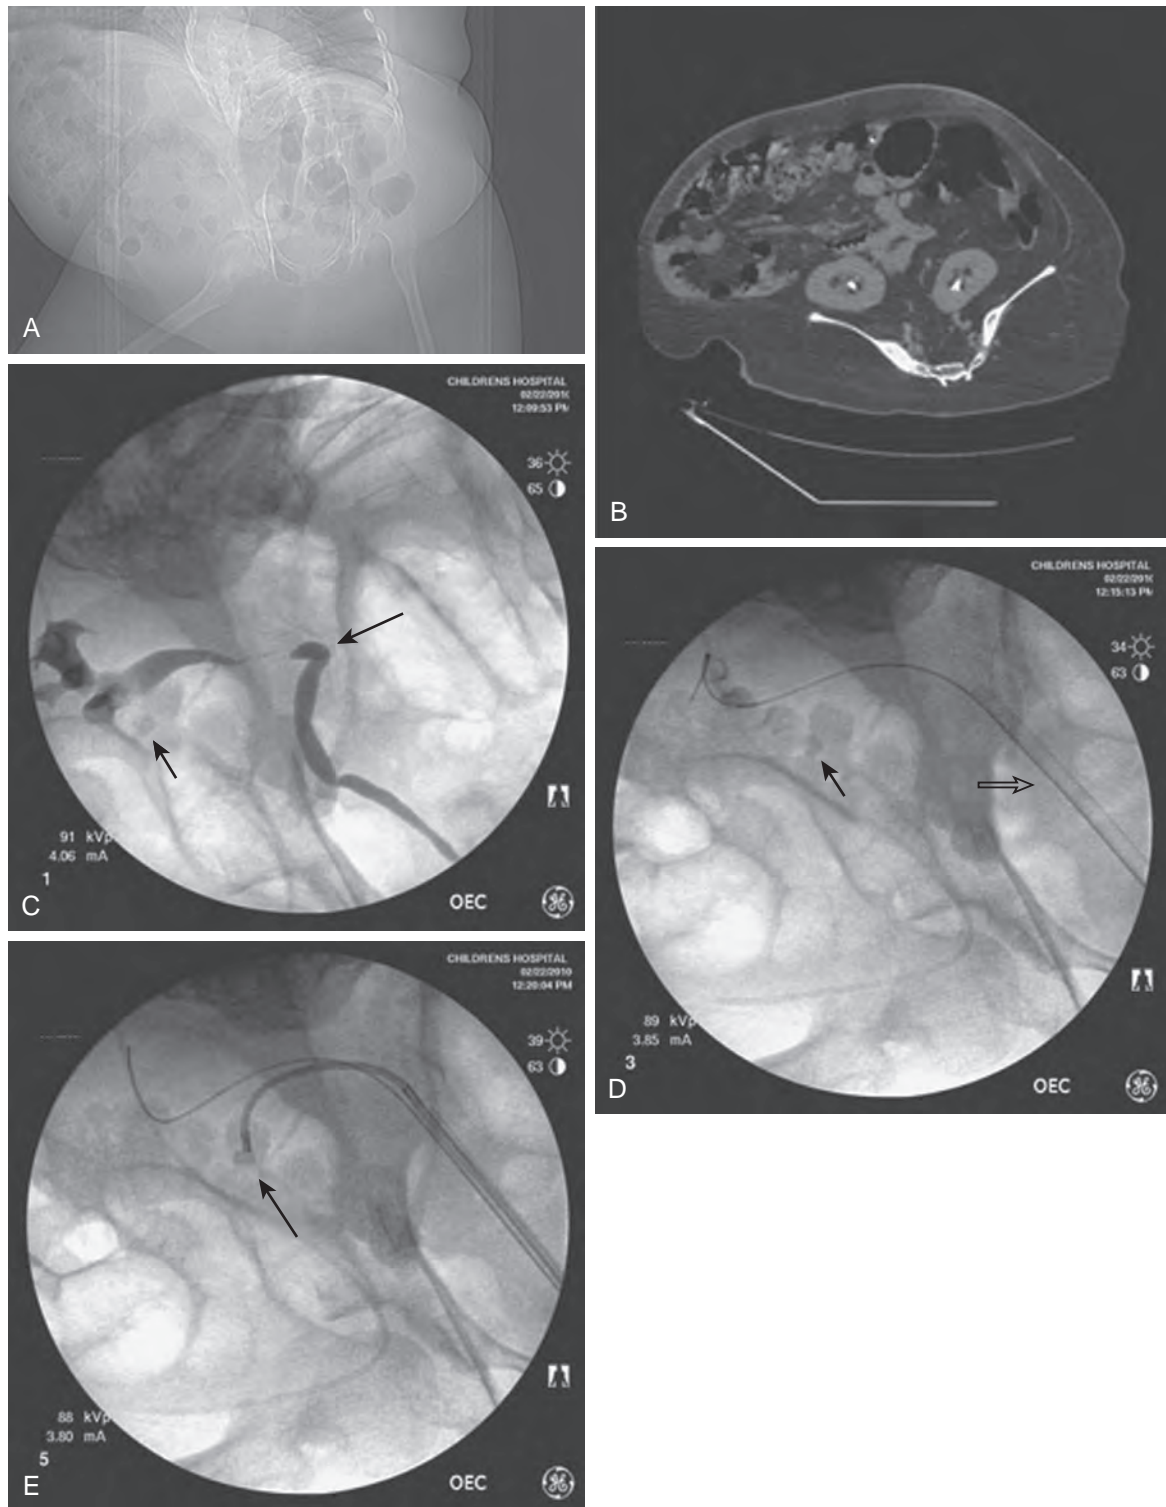 A
B
CHILDRENS HOSPITAL
12:09:53 PM
36
65
91 kVp
4.06 mA
1
C
OEC
CHILDRENS HOSPITAL
12:15:13 PM
34
63
89 kVp
3.85 mA
3
D
OEC
CHILDRENS HOSPITAL
02/22/2010
12:20:04 PM
39
63
88 kVp
3.80 mA
5
E
OEC